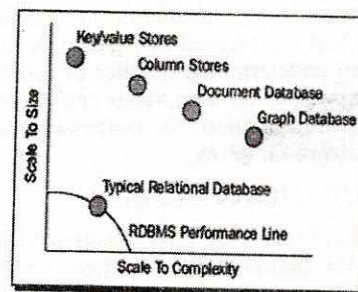 Key/value Stores
Column Stores
Document Database
Graph Database
Typical Relational Database
RDBMS Performance Line
Scale To Size
Scale To Complexity